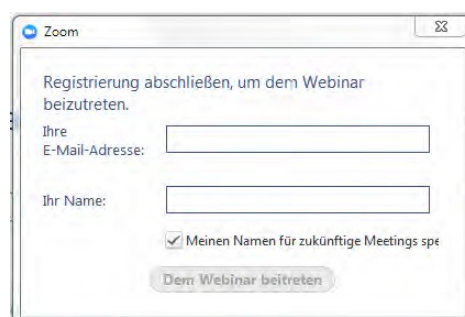 Zoom
Registrierung abschließen, um dem Webinar
beizutreten.
Ihre
E-Mail-Adresse:
Ihr Name:
Meinen Namen für zukünftige Meetings spe
Dem Webinar beitreten